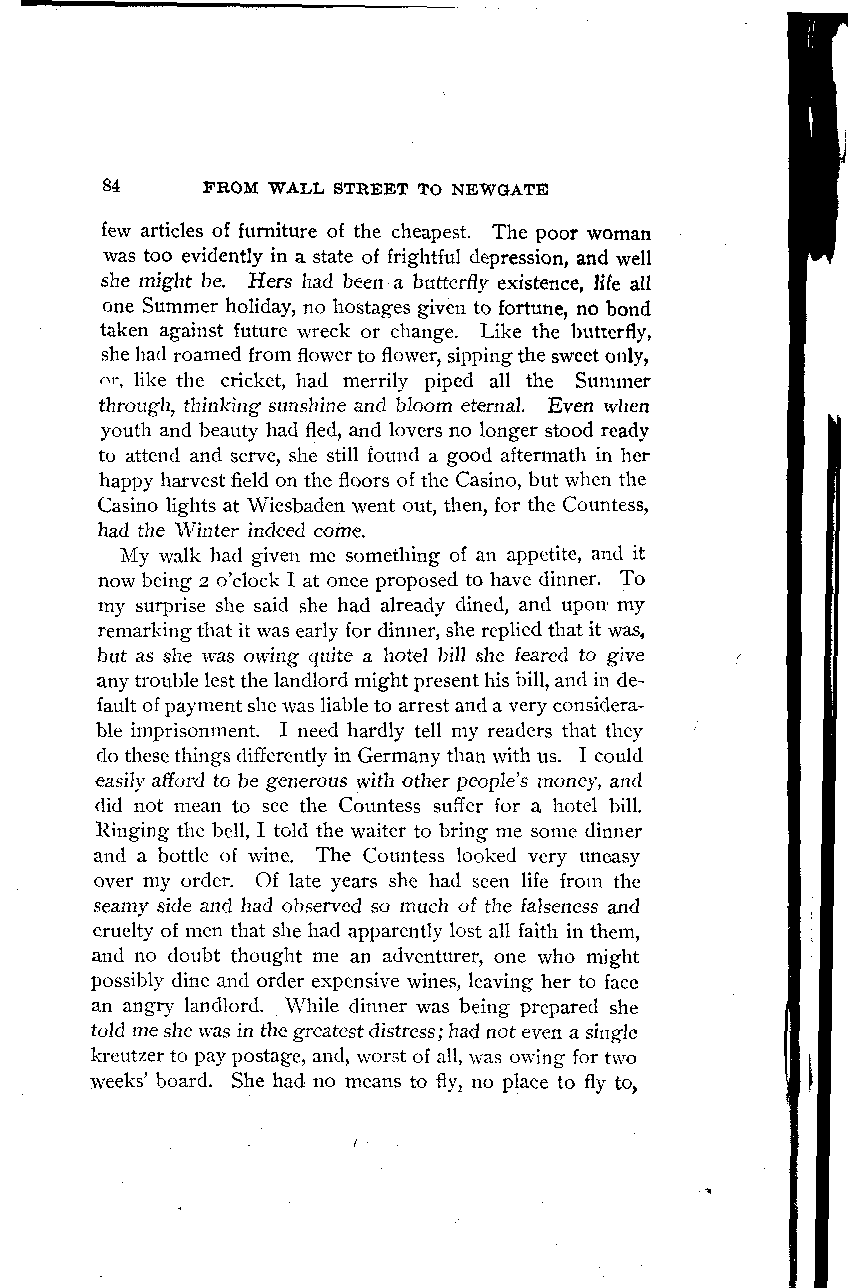 84 FROM WALL STREET TO NEWGATE
few articles of furniture of the cheapest. The poor woman
was too evidently in a state of frightful depression, and well
she might be. Hers had been a butterfly existence, life all
one Summer holiday, no hostages given to fortune, no bond
taken against future wreck or change. Like the butterfly,
she had roamed from flower to flower, sipping the sweet only,
or, like the cricket, had merrily piped all the Summer
through, thinking sunshine and bloom eternal. Even when
youth and beauty had fled, and lovers no longer stood ready
to attend and serve, she still found a good aftermath in her
happy harvest field on the floors of the Casino, but when the
Casino lights at Wiesbaden went out, then, for the Countess,
had the Winter indeed come.
My walk had given me something of an appetite, and it
now being 2 o'clock I at once proposed to have dinner. To
my surprise she said she had already dined, and upon my
remarking that it was early for dinner, she replied that it was,
but as she was owing quite a hotel bill she feared to give
any trouble lest the landlord might present his bill, and in de-
fault of payment she was liable to arrest and a very considera-
ble imprisonment. I need hardly tell my readers that they
do these things differently in Germany than with us. I could
easily afford to be generous with other people's money, and
did not mean to see the Countess suffer for a hotel bill.
Ringing the bell, I told the waiter to bring me some dinner
and a bottle of wine. The Countess looked very uneasy
over my order. Of late years she had seen life from the
seamy side and had observed so much of the falseness and
cruelty of men that she had apparently lost all faith in them,
and no doubt thought me an adventurer, one who might
possibly dine and order expensive wines, leaving her to face
an angry landlord. While dinner was being prepared she
told me she was in the greatest distress; had not even a single
kreutzer to pay postage, and, worst of all, was owing for two
weeks' board. She had no means to fly, no place to fly to,